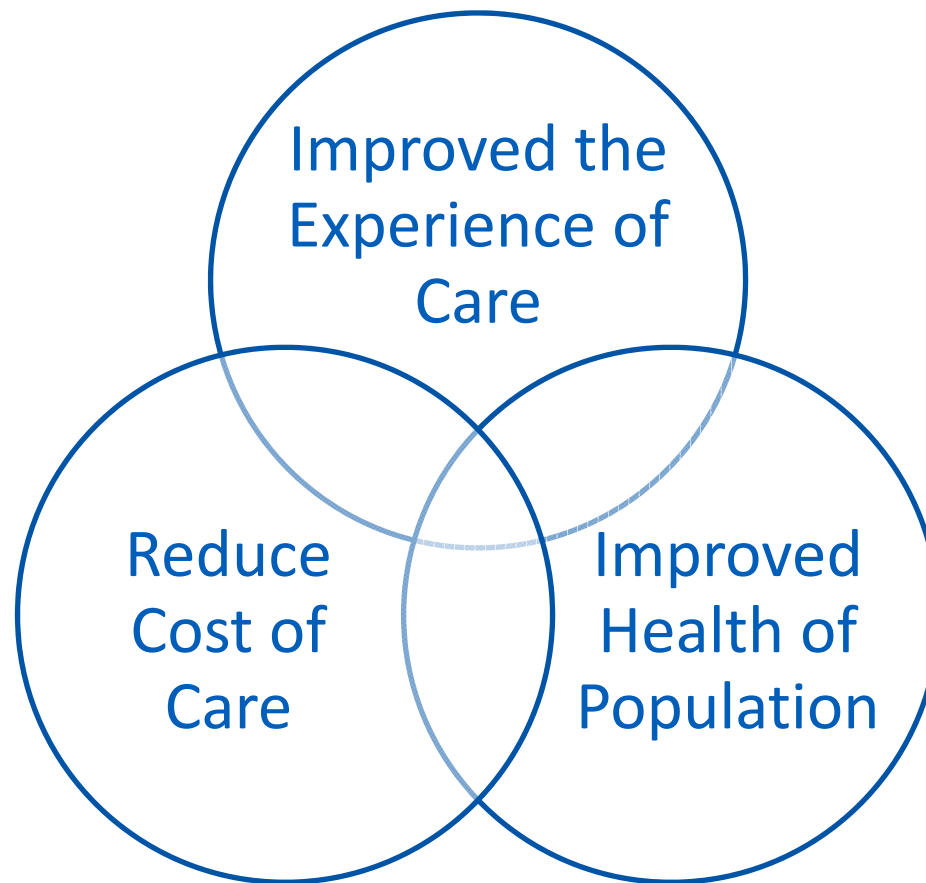 Improved the
Experience of
Care
Reduce
Cost of
Care
Improved
Health of
Population